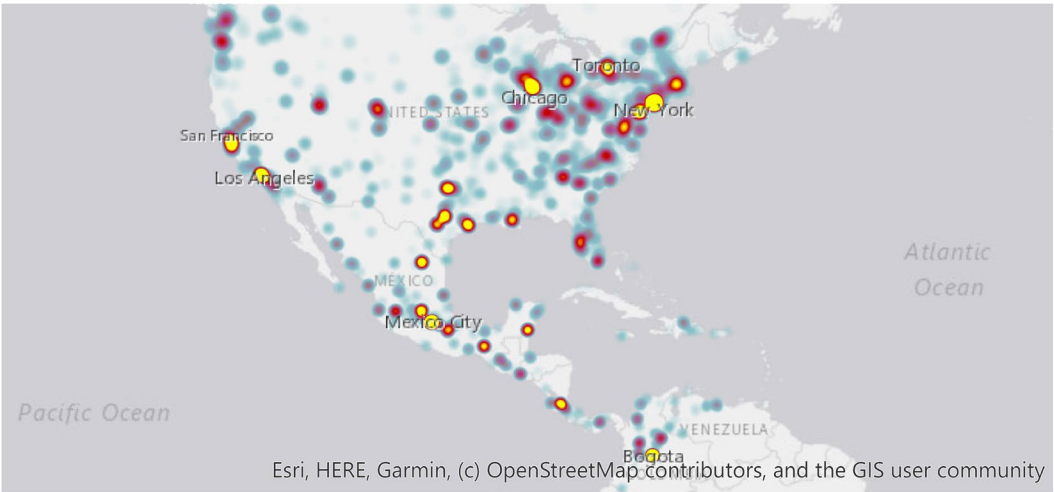 Toronto
Chicago
UNITED STATES
New York
San Francisco
Los Angeles
Atlantic
Ocean
MÉXICO
Mexico City
Pacific Ocean
VENEZUELA
Bogota
Esri, HERE, Garmin, (c) OpenStreetMap contributors, and the GIS user community